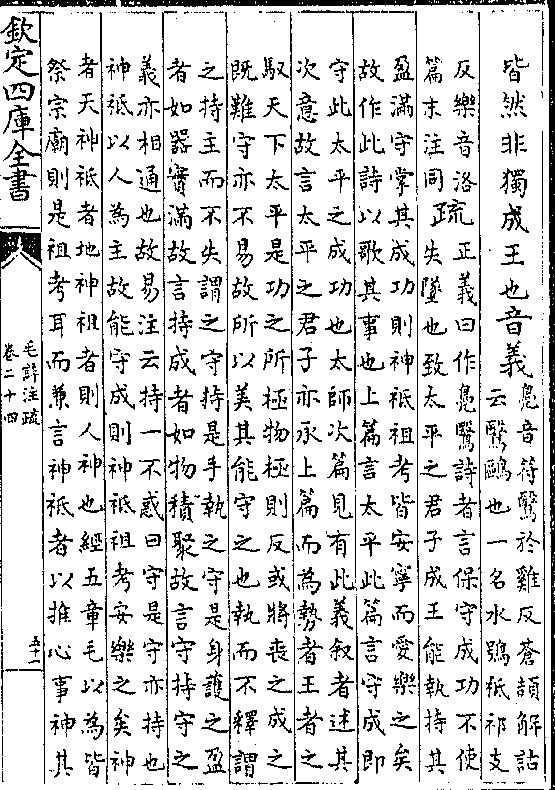 皆然非獨成王也音義
鳧音符鷖於雞反蒼頡解詁
云鷖鷗也一名水鴞祗祁支
反樂音洛
篇末注同
疏
正義曰作鳧鷖詩者言保守成功不使
失墜也致太平之君子成王能執持其
盈滿守掌其成功則神祗祖考皆安寧而愛樂之矣
故作此詩以歌其事也上篇言太平此篇言守成即
守此太平之成功也太師次篇見有此義叙者述其
次意故言太平之君子亦承上篇而為勢者王者之
馭天下太平是功之所極物極則反或將喪之成之
既難守亦不易故所以美其能守之也執而不釋謂
之持主而不失謂之守持是手執之守是身護之盈
者如器實滿故言持成者如物積聚故言守持守之
義亦相通也故易注云持一不惑曰守是守亦持也
神祗以人為主故能守成則神祗祖考安樂之矣神
者天神祗者地神祖者則人神也經五章毛以為皆
祭宗廟則是祖考耳而兼言神祗者以推心事神其
欽定四庫全書
毛詩注疏
卷二十四
五十一